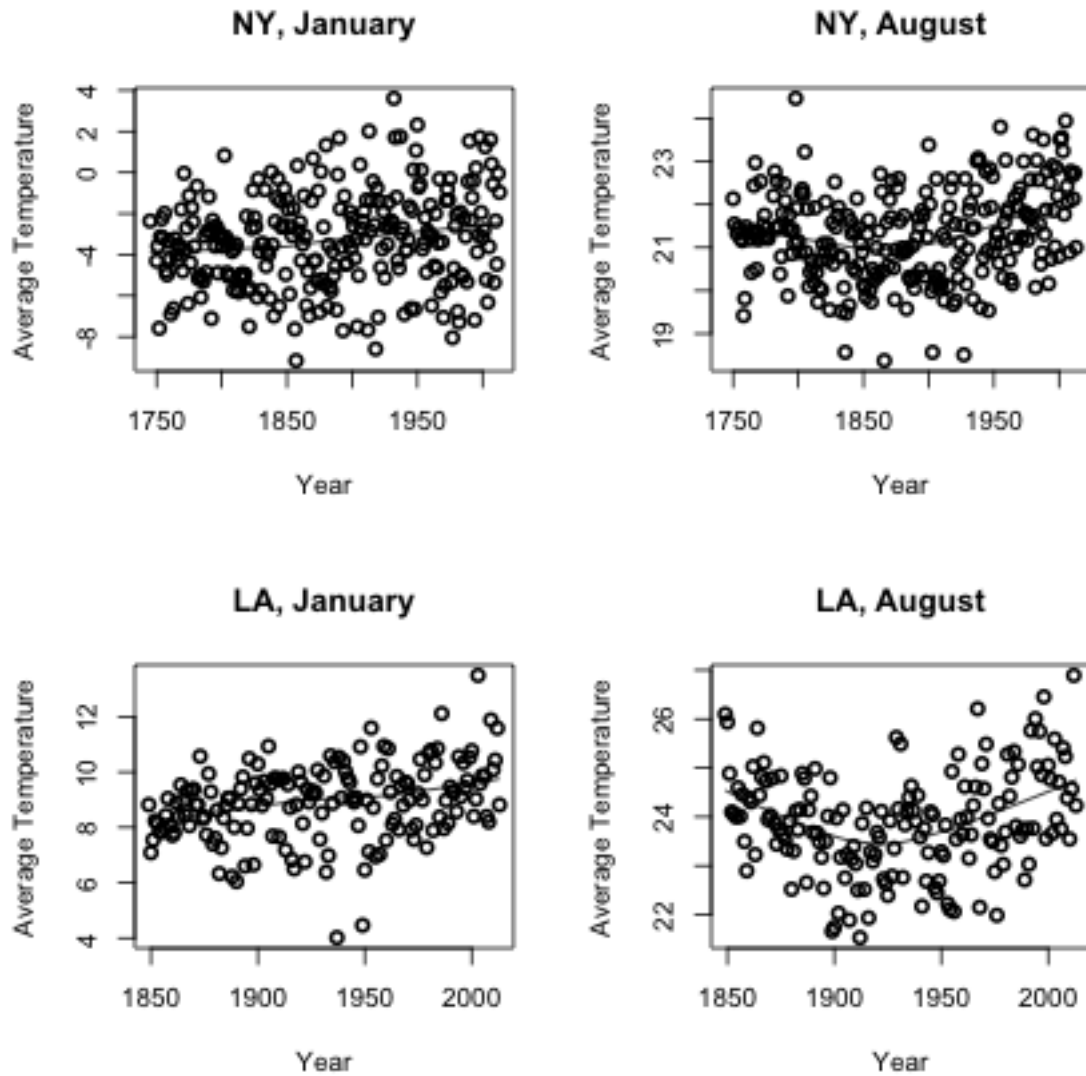 NY, January
Average Temperature
4
2
0
-4
-8
1750
1850
1950
Year
NY, August
Average Temperature
23
21
19
1750
1850
1950
Year
LA, January
Average Temperature
12
10
8
6
4
1850
1900
1950
2000
Year
LA, August
Average Temperature
26
24
22
1850
1900
1950
2000
Year